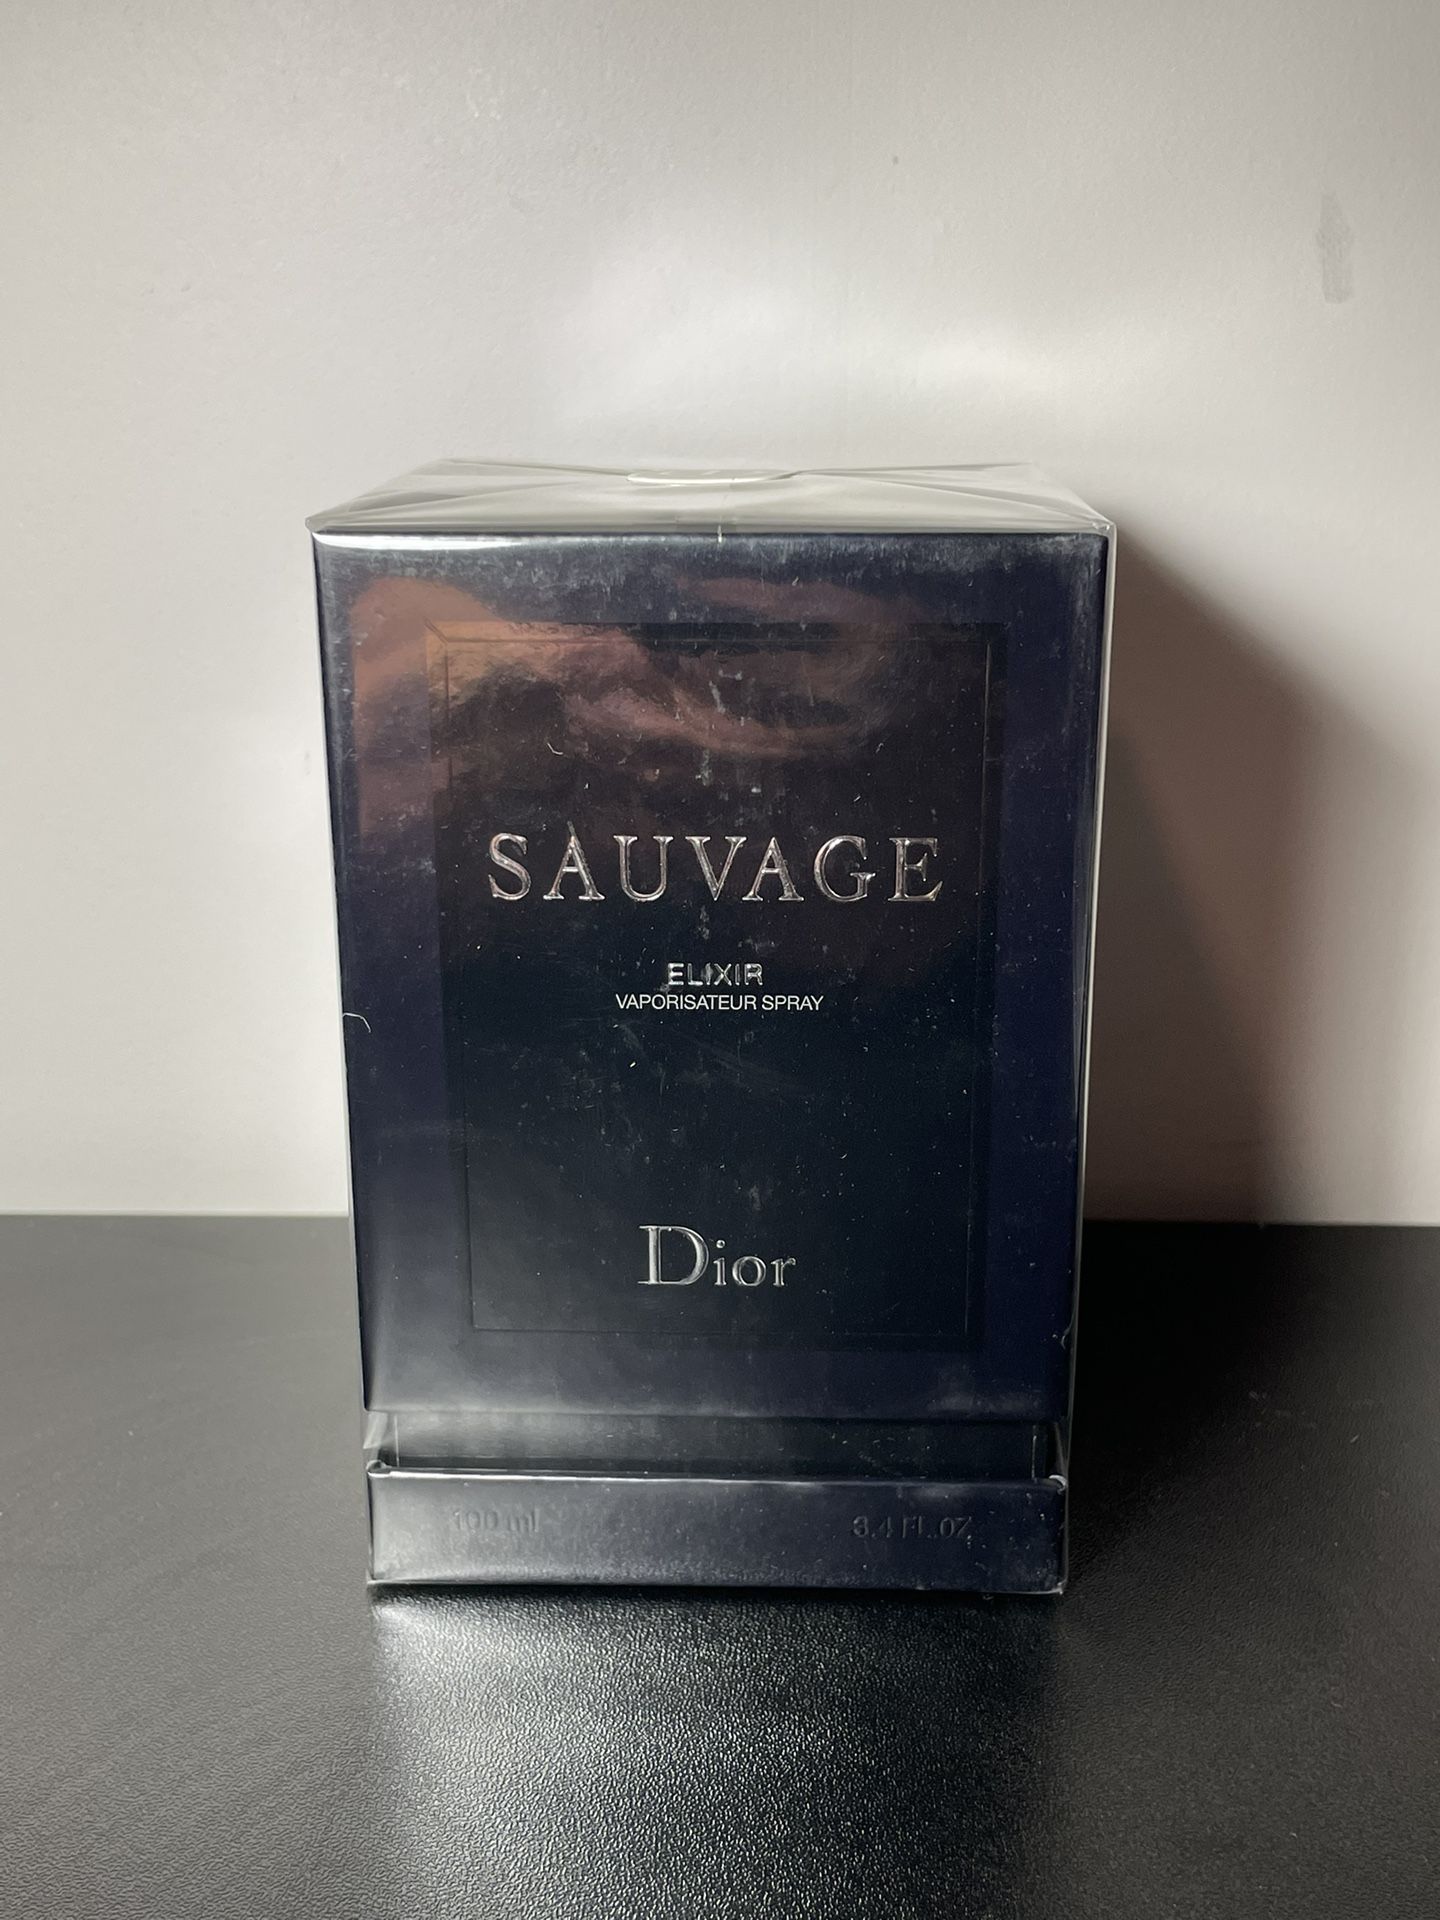 SAUVAGE
ELIXIR
VAPORISATEUR SPRAY
Dior
100 ml 3.4 FL.OZ